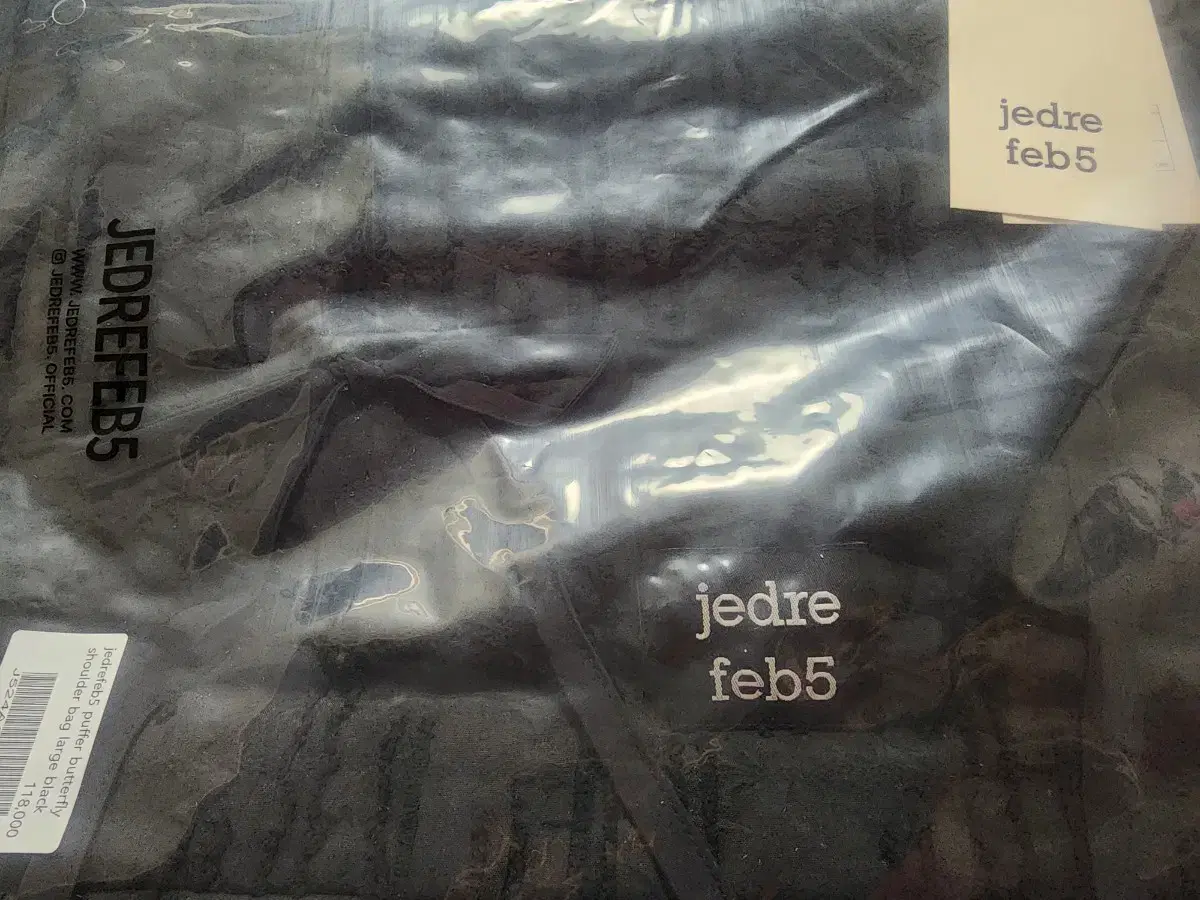 jedre
feb5
JEDREFEB5
WWW.JEDREFEB5.COM
@ JEDREFEB5.OFFICIAL
jedre
feb5
jedrefeb5 puffer butterfly
shoulder bag large black
118,000